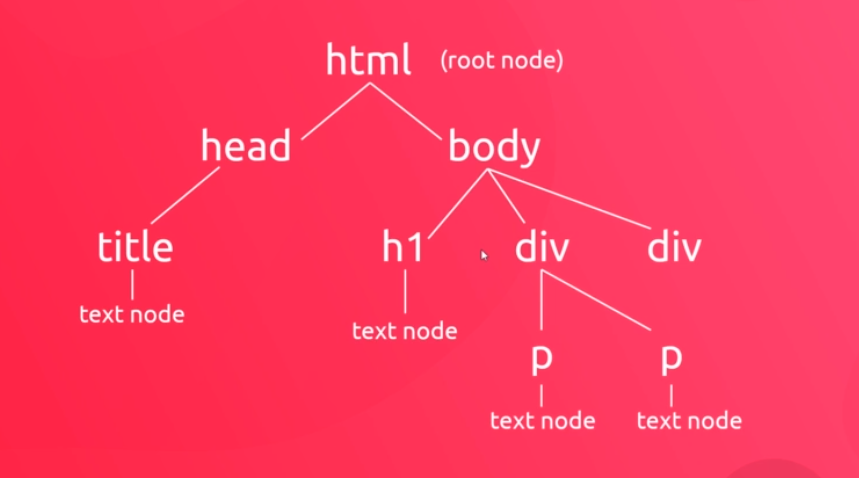 html (root node)
head body
title h1 div div
text node
text node
p p
text node text node